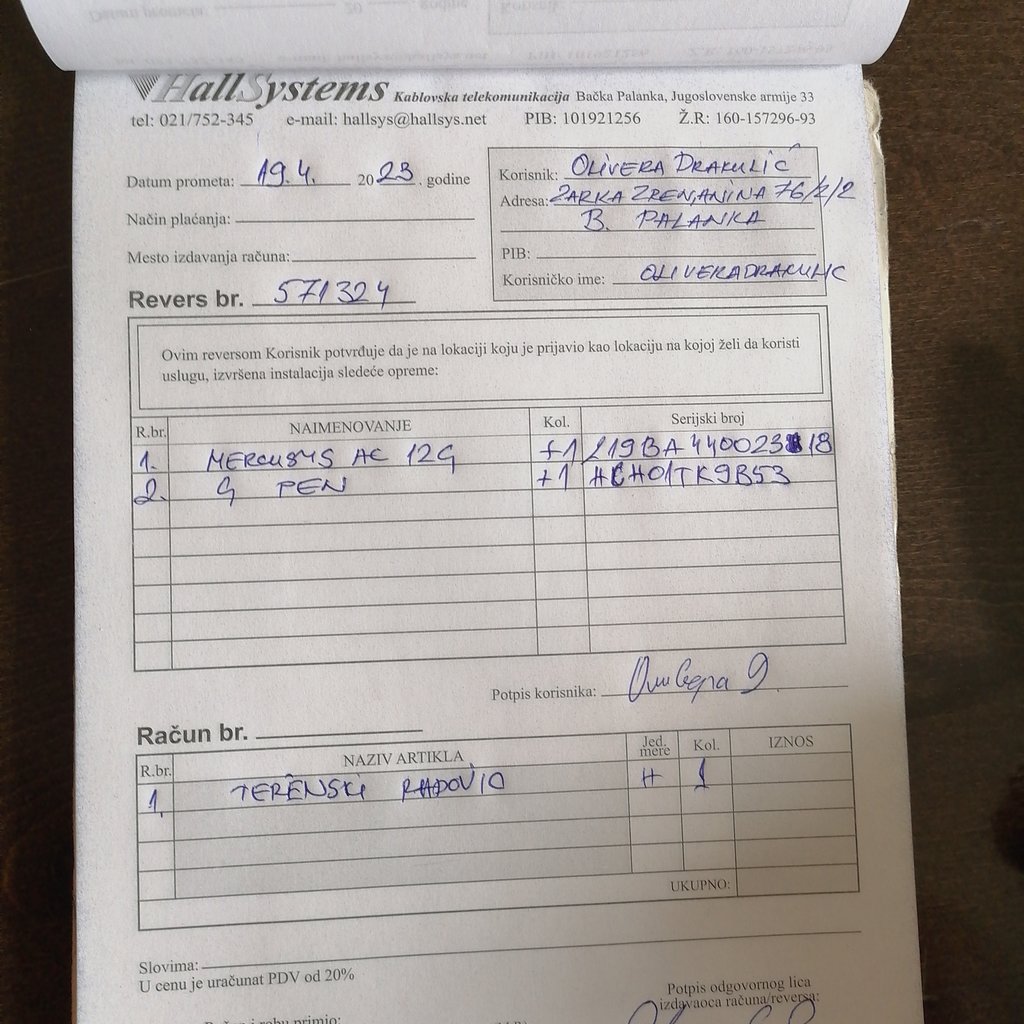 HallSystems Kablovska telekomunikacija Bačka Palanka, Jugoslovenske armije 33
tel: 021/752-345 e-mail: hallsys@hallsys.net PIB: 101921256 Ž.R: 160-157296-93
Datum prometa: 19.4. 2023. godine
Način plaćanja:
Mesto izdavanja računa:
Revers br. 571324
Korisnik: OLIVERA DRAKULIĆ
Adresa: ŽARKA ZRENJANINA 76/2/2
B. PALANKA
PIB:
Korisničko ime: OLIVERADRAKULIC
Ovim reversom Korisnik potvrđuje da je na lokaciji koju je prijavio kao lokaciju na kojoj želi da koristi
uslugu, izvršena instalacija sledeće opreme:
R.br. NAIMENOVANJE Kol. Serijski broj
1. MERCUSYS AC 12G +1 219BA44002318
2. G PEN +1 HCHO1TK9B53
Potpis korisnika: Оливера Д
Račun br.
R.br. NAZIV ARTIKLA Jed. mere Kol. IZNOS
1. TERENSKI RADOVI H 1
UKUPNO:
Slovima:
U cenu je uračunat PDV od 20%
Potpis odgovornog lica
izdavaoca računa/reversa: